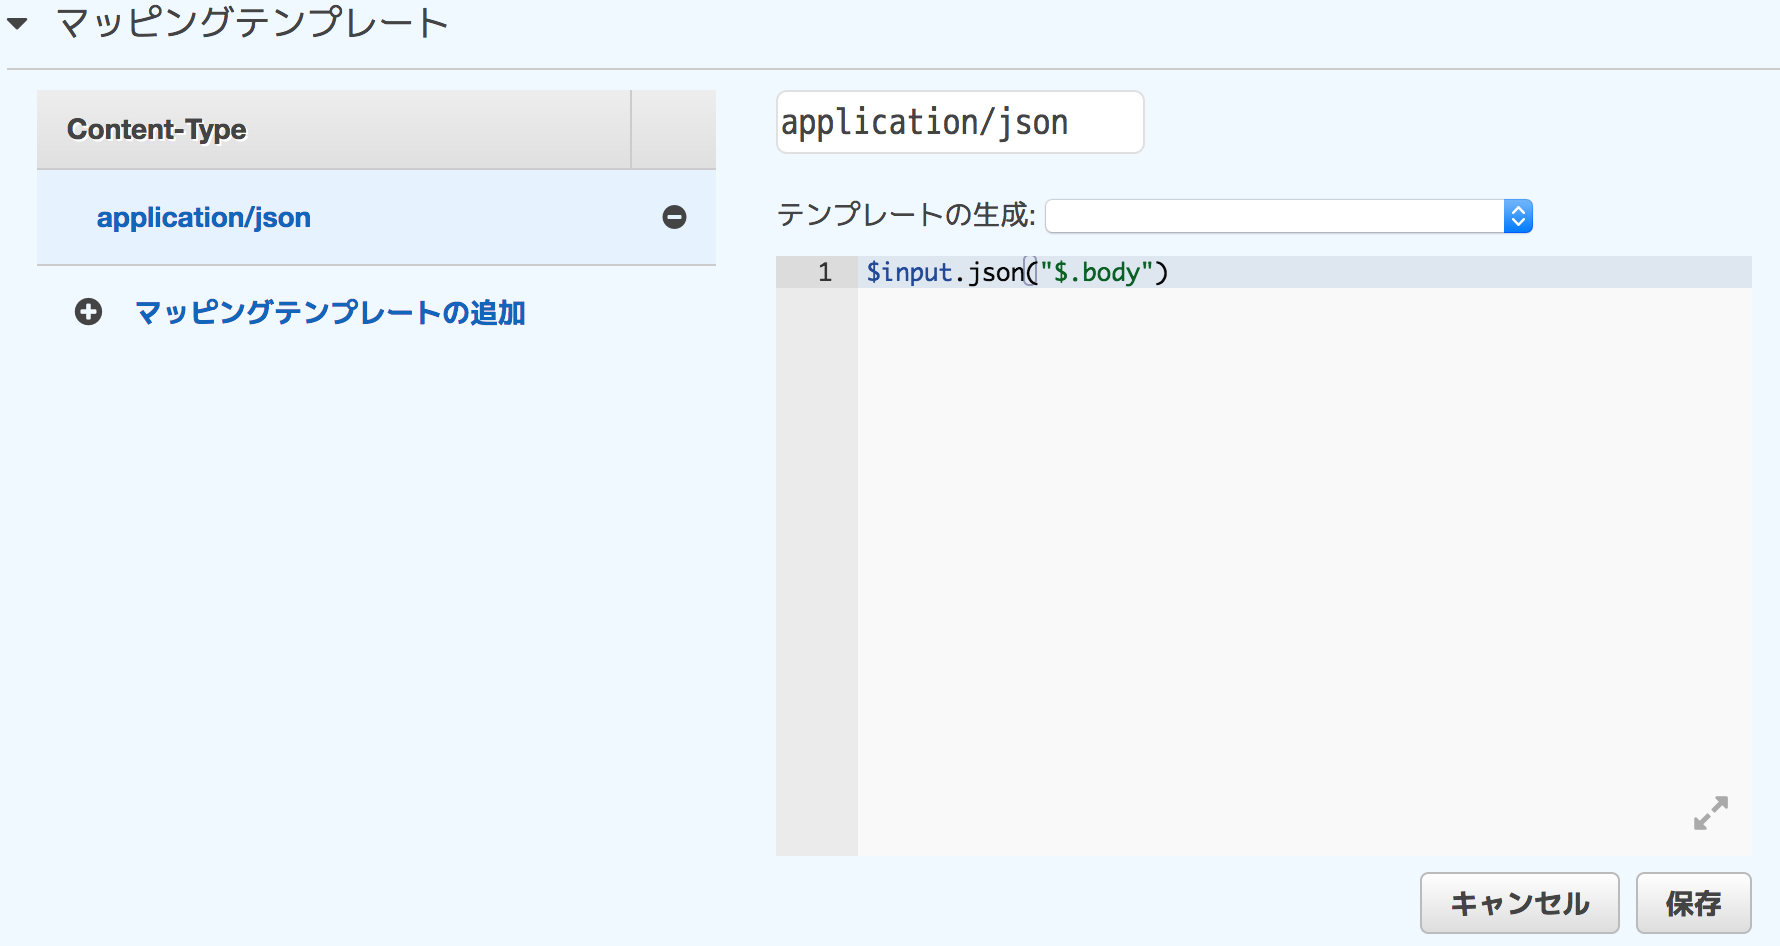 マッピングテンプレート
Content-Type
application/json
マッピングテンプレートの追加
application/json
テンプレートの生成:
1 $input.json("$.body")
キャンセル 保存